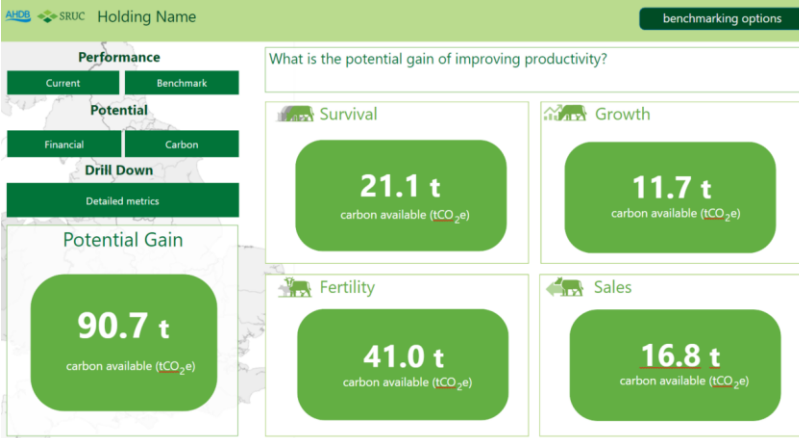 AHDB SRUC Holding Name
benchmarking options
Performance
Current Benchmark
Potential
Financial Carbon
Drill Down
Detailed metrics
Potential Gain
90.7 t
carbon available (tCO₂e)
What is the potential gain of improving productivity?
Survival
21.1 t
carbon available (tCO₂e)
Growth
11.7 t
carbon available (tCO₂e)
Fertility
41.0 t
carbon available (tCO₂e)
Sales
16.8 t
carbon available (tCO₂e)